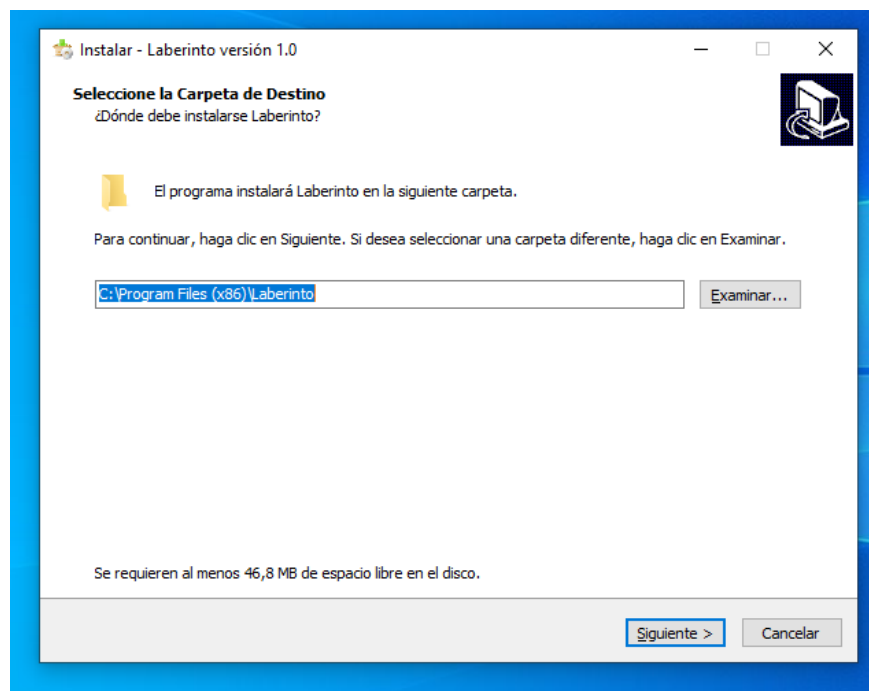 Instalar - Laberinto versión 1.0
Seleccione la Carpeta de Destino
¿Dónde debe instalarse Laberinto?
El programa instalará Laberinto en la siguiente carpeta.
Para continuar, haga clic en Siguiente. Si desea seleccionar una carpeta diferente, haga clic en Examinar.
C:\Program Files (x86)\Laberinto
Examinar...
Se requieren al menos 46,8 MB de espacio libre en el disco.
Siguiente >
Cancelar